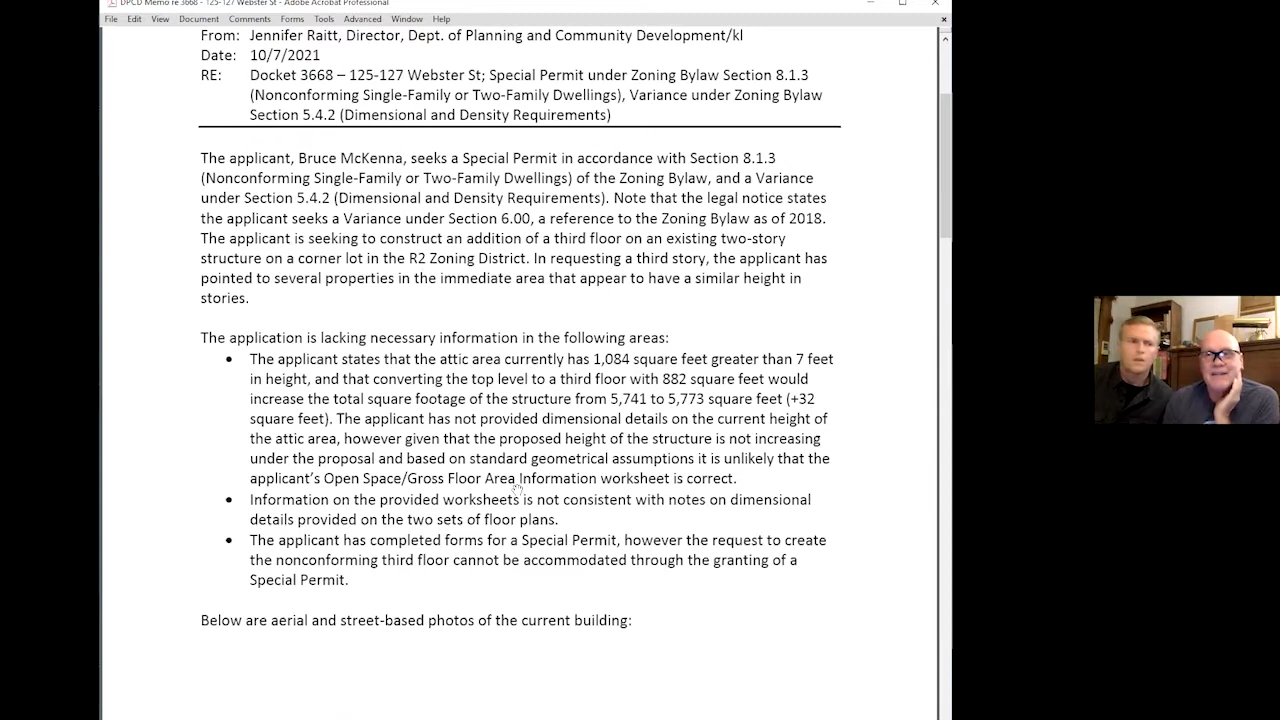 DPCD Memo re 3668 - 125-127 Webster St - Adobe Acrobat Professional
File Edit View Document Comments Forms Tools Advanced Window Help
From: Jennifer Raitt, Director, Dept. of Planning and Community Development/kl
Date: 10/7/2021
RE: Docket 3668 – 125-127 Webster St; Special Permit under Zoning Bylaw Section 8.1.3
(Nonconforming Single-Family or Two-Family Dwellings), Variance under Zoning Bylaw
Section 5.4.2 (Dimensional and Density Requirements)
The applicant, Bruce McKenna, seeks a Special Permit in accordance with Section 8.1.3
(Nonconforming Single-Family or Two-Family Dwellings) of the Zoning Bylaw, and a Variance
under Section 5.4.2 (Dimensional and Density Requirements). Note that the legal notice states
the applicant seeks a Variance under Section 6.00, a reference to the Zoning Bylaw as of 2018.
The applicant is seeking to construct an addition of a third floor on an existing two-story
structure on a corner lot in the R2 Zoning District. In requesting a third story, the applicant has
pointed to several properties in the immediate area that appear to have a similar height in
stories.
The application is lacking necessary information in the following areas:
• The applicant states that the attic area currently has 1,084 square feet greater than 7 feet
in height, and that converting the top level to a third floor with 882 square feet would
increase the total square footage of the structure from 5,741 to 5,773 square feet (+32
square feet). The applicant has not provided dimensional details on the current height of
the attic area, however given that the proposed height of the structure is not increasing
under the proposal and based on standard geometrical assumptions it is unlikely that the
applicant's Open Space/Gross Floor Area Information worksheet is correct.
• Information on the provided worksheets is not consistent with notes on dimensional
details provided on the two sets of floor plans.
• The applicant has completed forms for a Special Permit, however the request to create
the nonconforming third floor cannot be accommodated through the granting of a
Special Permit.
Below are aerial and street-based photos of the current building: